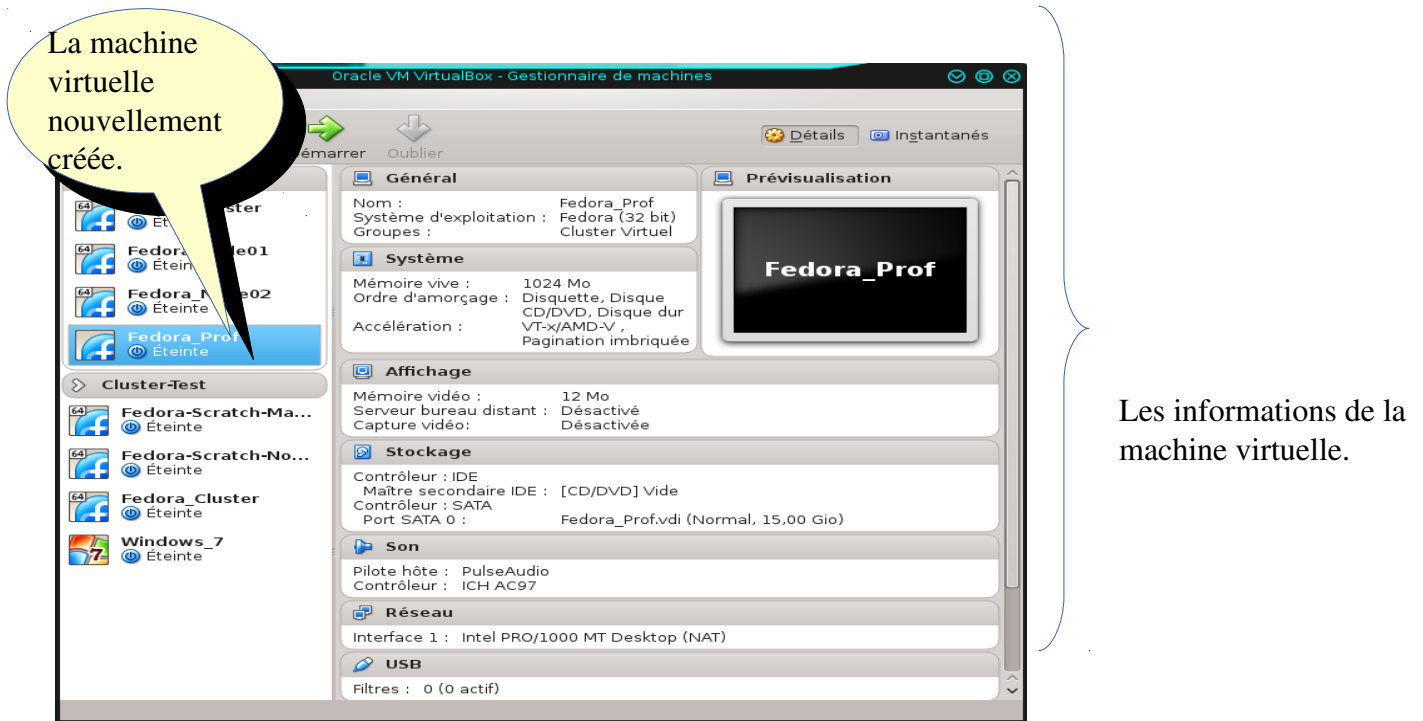 La machine
virtuelle
nouvellement
créée.
Oracle VM VirtualBox - Gestionnaire de machines
Oublier
Détails
Instantanés
64
64
Éteinte
64
Éteinte
Fedora_Prof
Éteinte
Cluster-Test
64
Fedora-Scratch-Ma...
Éteinte
64
Fedora-Scratch-No...
Éteinte
64
Fedora_Cluster
Éteinte
Windows_7
Éteinte
Général
Nom : Fedora_Prof
Système d'exploitation : Fedora (32 bit)
Groupes : Cluster Virtuel
Prévisualisation
Fedora_Prof
Système
Mémoire vive : 1024 Mo
Ordre d'amorçage : Disquette, Disque
CD/DVD, Disque dur
Accélération : VT-x/AMD-V ,
Pagination imbriquée
Affichage
Mémoire vidéo : 12 Mo
Serveur bureau distant : Désactivé
Capture vidéo: Désactivée
Stockage
Contrôleur : IDE
Maître secondaire IDE : [CD/DVD] Vide
Contrôleur : SATA
Port SATA 0 : Fedora_Prof.vdi (Normal, 15,00 Gio)
Son
Pilote hôte : PulseAudio
Contrôleur : ICH AC97
Réseau
Interface 1 : Intel PRO/1000 MT Desktop (NAT)
USB
Filtres : 0 (0 actif)
Les informations de la
machine virtuelle.